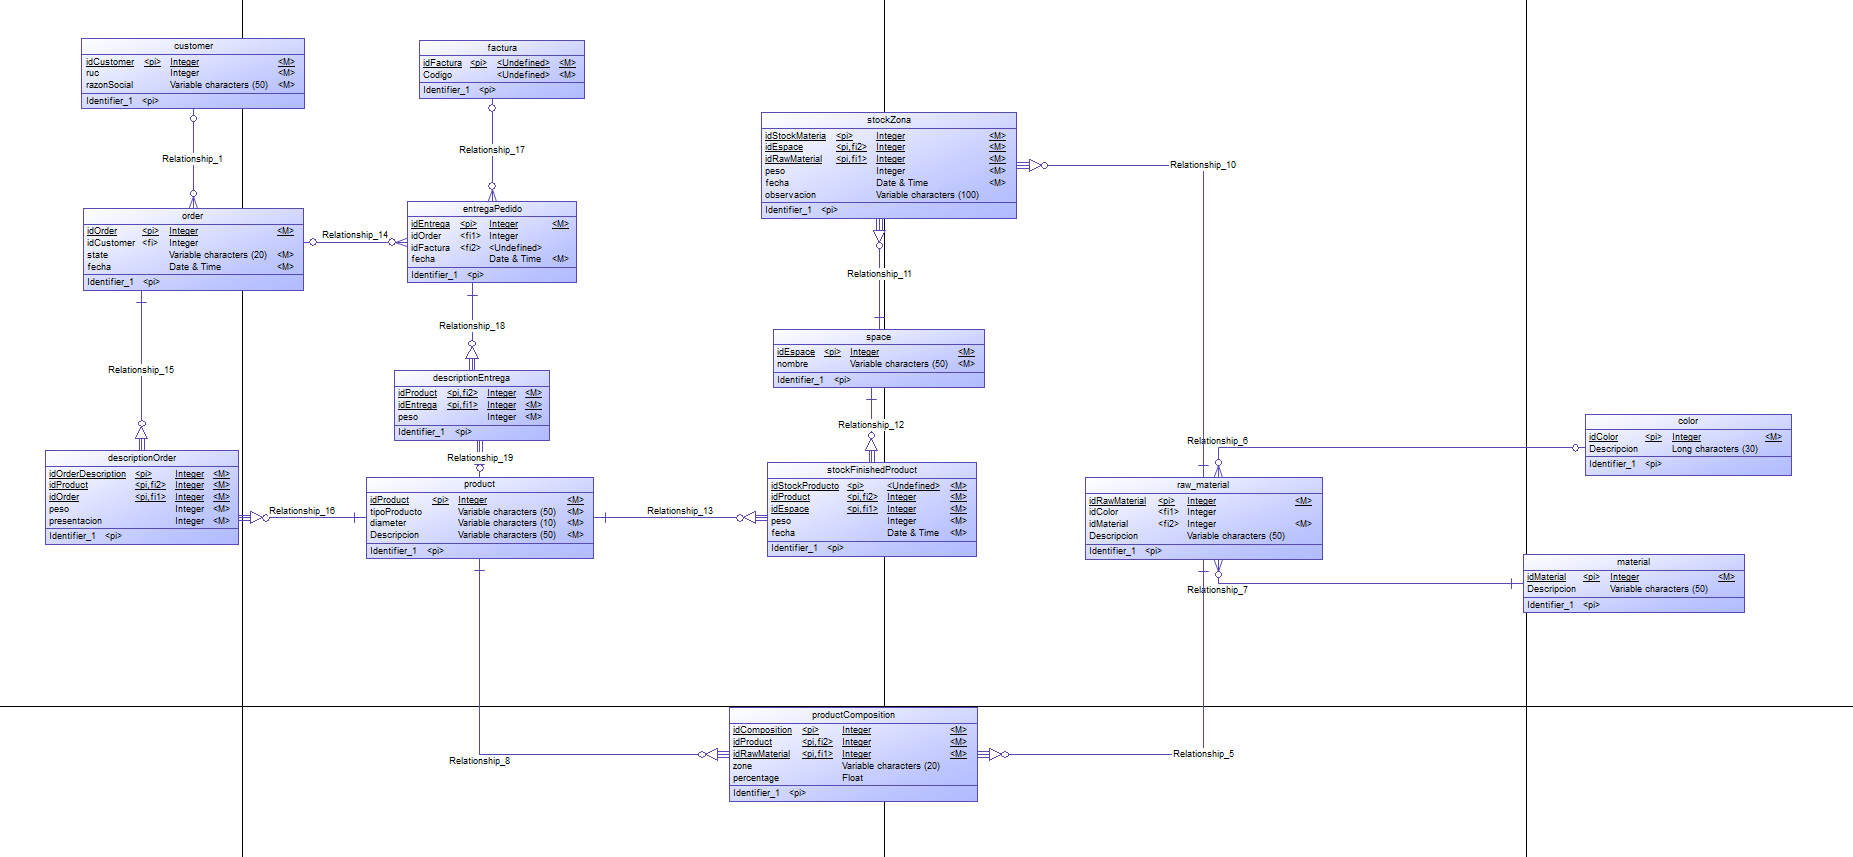 customer
idCustomer <pi> Integer <M>
ruc Integer <M>
razonSocial Variable characters (50) <M>
Identifier_1 <pi>
Relationship_1
order
idOrder <pi> Integer <M>
idCustomer <fi> Integer
state Variable characters (20) <M>
fecha Date & Time <M>
Identifier_1 <pi>
Relationship_14
Relationship_15
descriptionOrder
idOrderDescription <pi> Integer <M>
idProduct <pi,fi2> Integer <M>
idOrder <pi,fi1> Integer <M>
peso Integer <M>
presentacion Integer <M>
Identifier_1 <pi>
Relationship_16
factura
idFactura <pi> <Undefined> <M>
Codigo <Undefined> <M>
Identifier_1 <pi>
Relationship_17
entregaPedido
idEntrega <pi> Integer <M>
idOrder <fi1> Integer
idFactura <fi2> <Undefined>
fecha Date & Time <M>
Identifier_1 <pi>
Relationship_18
descriptionEntrega
idProduct <pi,fi2> Integer <M>
idEntrega <pi,fi1> Integer <M>
peso Integer <M>
Identifier_1 <pi>
Relationship_19
product
idProduct <pi> Integer <M>
tipoProducto Variable characters (50) <M>
diameter Variable characters (10) <M>
Descripcion Variable characters (50) <M>
Identifier_1 <pi>
Relationship_13
Relationship_8
stockZona
idStockMateria <pi> Integer <M>
idEspace <pi,fi2> Integer <M>
idRawMaterial <pi,fi1> Integer <M>
peso Integer <M>
fecha Date & Time <M>
observacion Variable characters (100)
Identifier_1 <pi>
Relationship_10
Relationship_11
space
idEspace <pi> Integer <M>
nombre Variable characters (50) <M>
Identifier_1 <pi>
Relationship_12
stockFinishedProduct
idStockProducto <pi> <Undefined> <M>
idProduct <pi,fi2> Integer <M>
idEspace <pi,fi1> Integer <M>
peso Integer <M>
fecha Date & Time <M>
Identifier_1 <pi>
productComposition
idComposition <pi> Integer <M>
idProduct <pi,fi2> Integer <M>
idRawMaterial <pi,fi1> Integer <M>
zone Variable characters (20)
percentage Float
Identifier_1 <pi>
Relationship_5
Relationship_6
raw_material
idRawMaterial <pi> Integer <M>
idColor <fi1> Integer
idMaterial <fi2> Integer <M>
Descripcion Variable characters (50)
Identifier_1 <pi>
Relationship_7
color
idColor <pi> Integer <M>
Descripcion Long characters (30)
Identifier_1 <pi>
material
idMaterial <pi> Integer <M>
Descripcion Variable characters (50)
Identifier_1 <pi>